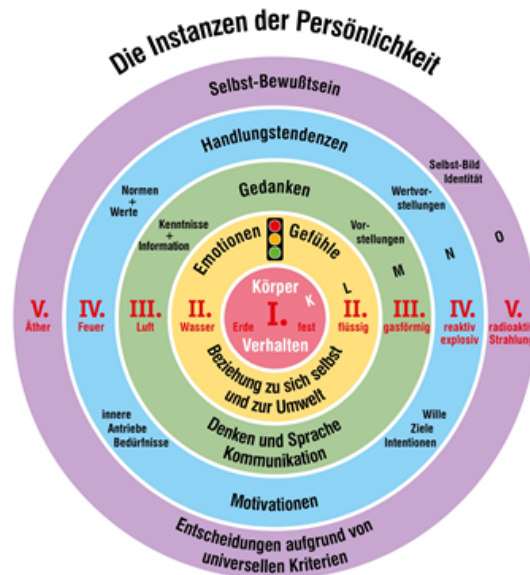 Die Instanzen der Persönlichkeit
Selbst-Bewußtsein
Handlungstendenzen
Selbst-Bild
Identität
Normen
+
Werte
Gedanken
Wertvor-
stellungen
Kenntnisse
+
Information
Emotionen
Gefühle
Vor-
stellungen
O
N
M
L
K
Körper
V.
IV.
III.
II.
I.
II.
III.
IV.
V.
Äther
Feuer
Luft
Wasser
Erde
fest
flüssig
gasförmig
reaktiv
explosiv
radioaktiv
Strahlung
Verhalten
Beziehung zu sich selbst
und zur Umwelt
innere
Antriebe
Bedürfnisse
Wille
Ziele
Intentionen
Denken und Sprache
Kommunikation
Motivationen
Entscheidungen aufgrund von
universellen Kriterien